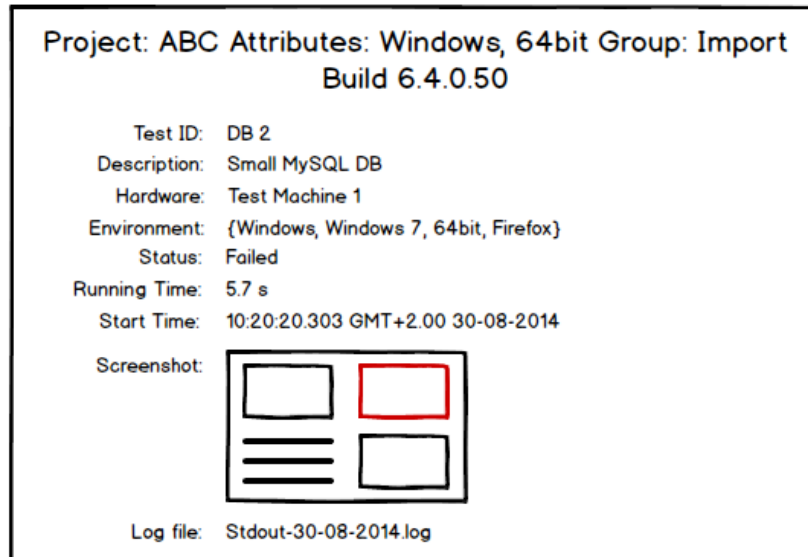 Project: ABC Attributes: Windows, 64bit Group: Import
Build 6.4.0.50
Test ID: DB 2
Description: Small MySQL DB
Hardware: Test Machine 1
Environment: {Windows, Windows 7, 64bit, Firefox}
Status: Failed
Running Time: 5.7 s
Start Time: 10:20:20.303 GMT+2.00 30-08-2014
Screenshot:
Log file: Stdout-30-08-2014.log